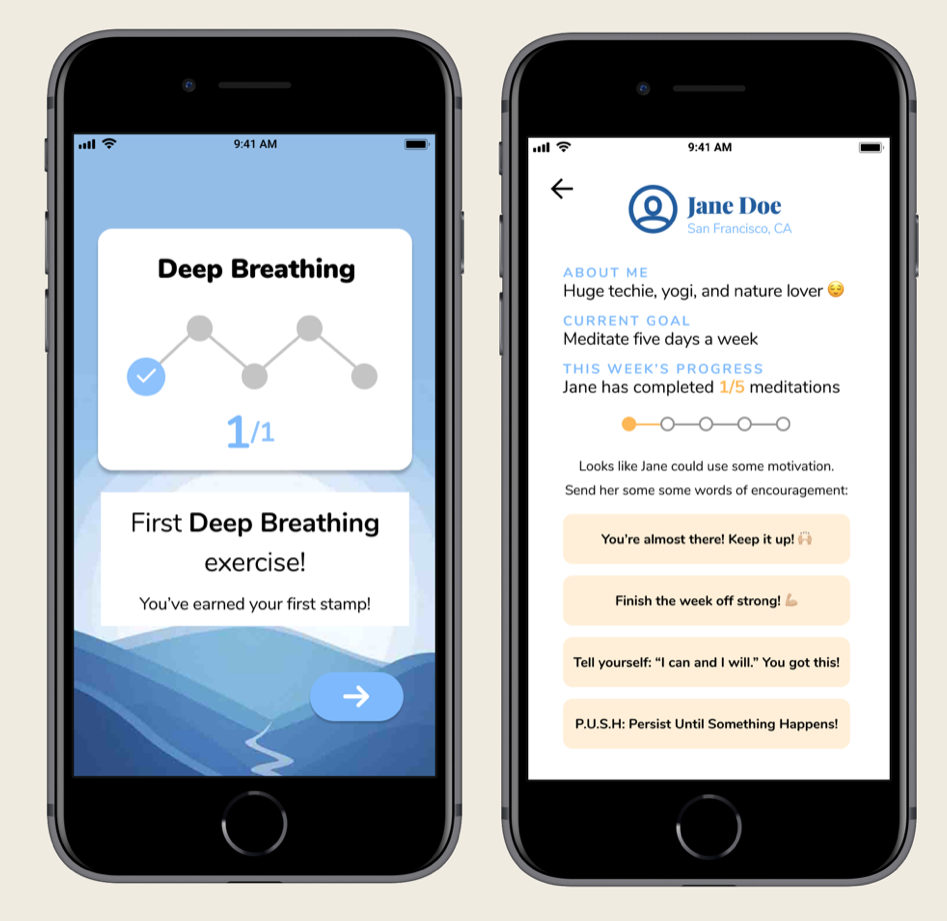 9:41 AM
Deep Breathing
1/1
First Deep Breathing
exercise!
You've earned your first stamp!
9:41 AM
Jane Doe
San Francisco, CA
ABOUT ME
Huge techie, yogi, and nature lover 😌
CURRENT GOAL
Meditate five days a week
THIS WEEK'S PROGRESS
Jane has completed 1/5 meditations
Looks like Jane could use some motivation.
Send her some some words of encouragement:
You're almost there! Keep it up! 🙌🏼
Finish the week off strong! 💪🏼
Tell yourself: “I can and I will.” You got this!
P.U.S.H: Persist Until Something Happens!